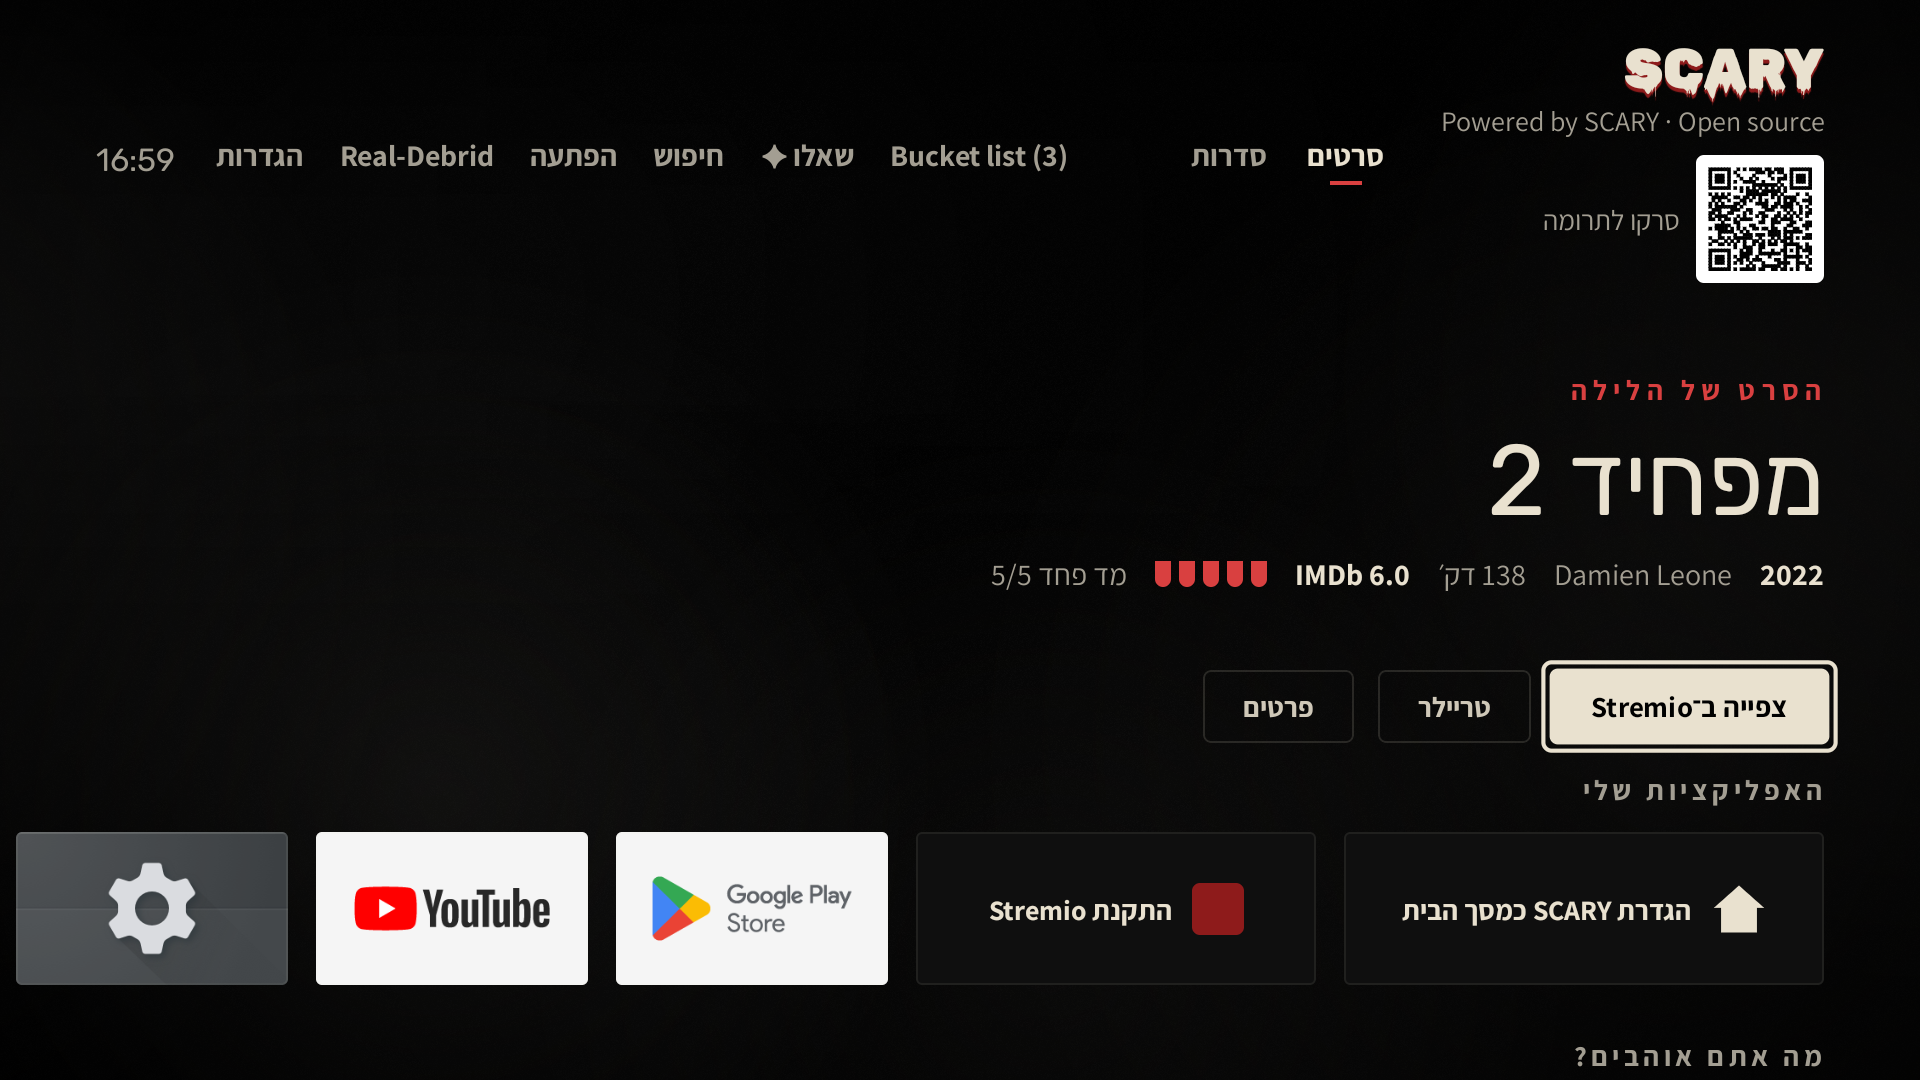 SCARY
Powered by SCARY · Open source
סרטים
סדרות
Bucket list (3)
שאלו ✦
חיפוש
הפתעה
Real-Debrid
הגדרות
16:59
סרקו לתרומה
הסרט של הלילה
מפחיד 2
2022 Damien Leone 138 דק׳ IMDb 6.0 מד פחד 5/5
צפייה ב־Stremio
טריילר
פרטים
האפליקציות שלי
הגדרת SCARY כמסך הבית
התקנת Stremio
Google Play
Store
YouTube
מה אתם אוהבים?